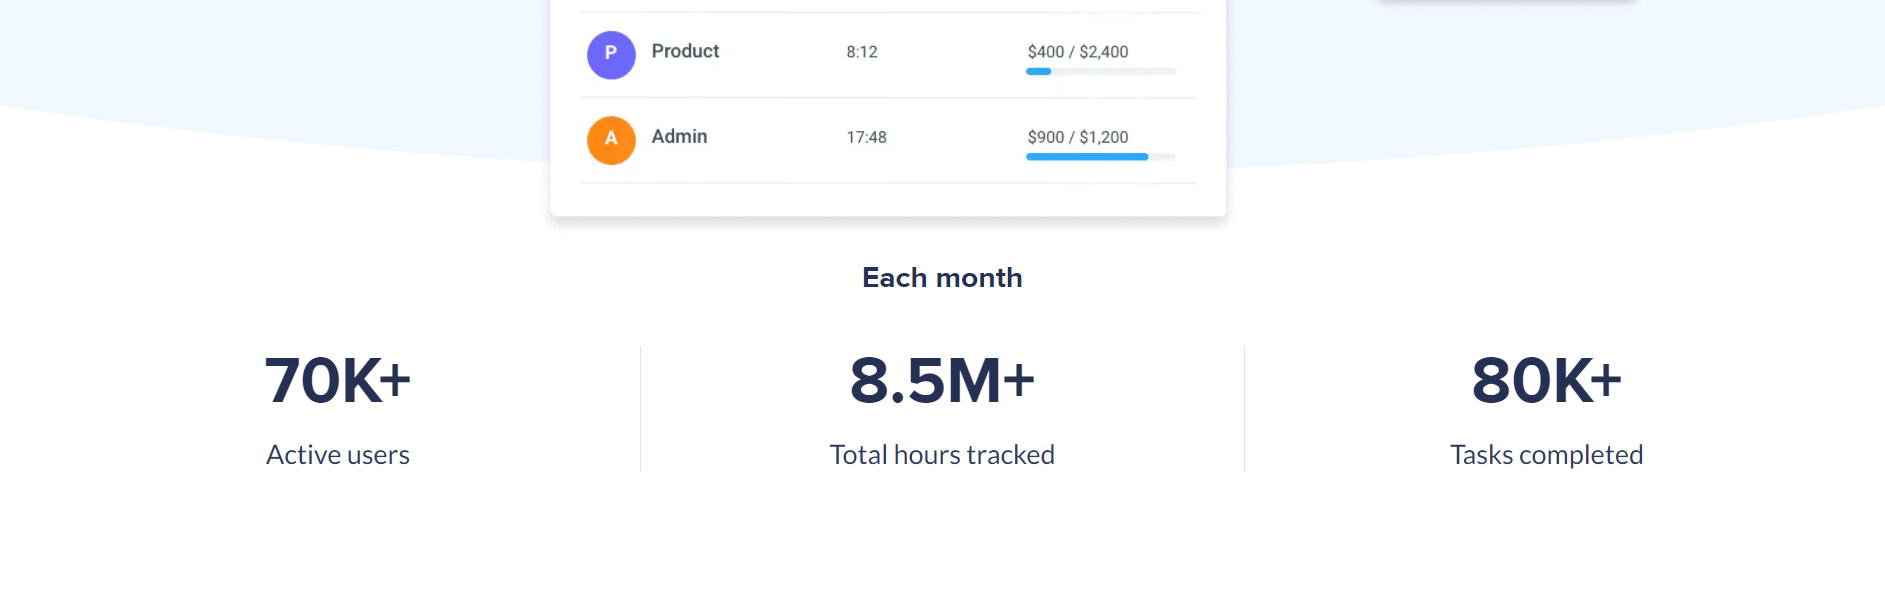 P Product 8:12 $400 / $2,400
A Admin 17:48 $900 / $1,200
Each month
70K+ 8.5M+ 80K+
Active users Total hours tracked Tasks completed